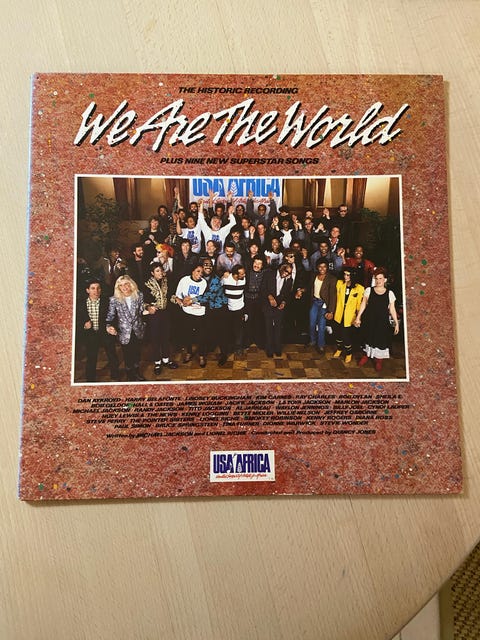 THE HISTORIC RECORDING
We Are The World
PLUS NINE NEW SUPERSTAR SONGS
USA AFRICA
DAN AYKROYD · HARRY BELAFONTE · LINDSEY BUCKINGHAM · KIM CARNES · RAY CHARLES · BOB DYLAN · SHEILA E.
BOB GELDOF · HALL & OATES · JAMES INGRAM · JACKIE JACKSON · LA TOYA JACKSON · MARLON JACKSON
MICHAEL JACKSON · RANDY JACKSON · TITO JACKSON · AL JARREAU · WAYLON JENNINGS · BILLY JOEL · CYNDI LAUPER
HUEY LEWIS & THE NEWS · KENNY LOGGINS · BETTE MIDLER · WILLIE NELSON · JEFFREY OSBORNE
STEVE PERRY · THE POINTER SISTERS · LIONEL RICHIE · SMOKEY ROBINSON · KENNY ROGERS · DIANA ROSS
PAUL SIMON · BRUCE SPRINGSTEEN · TINA TURNER · DIONNE WARWICK · STEVIE WONDER
Written by MICHAEL JACKSON and LIONEL RICHIE · Conducted and Produced by QUINCY JONES
USA AFRICA